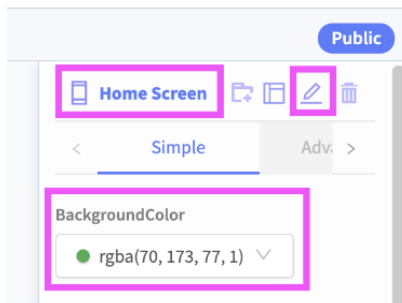 Public
Home Screen
< Simple Adv >
BackgroundColor
rgba(70, 173, 77, 1)